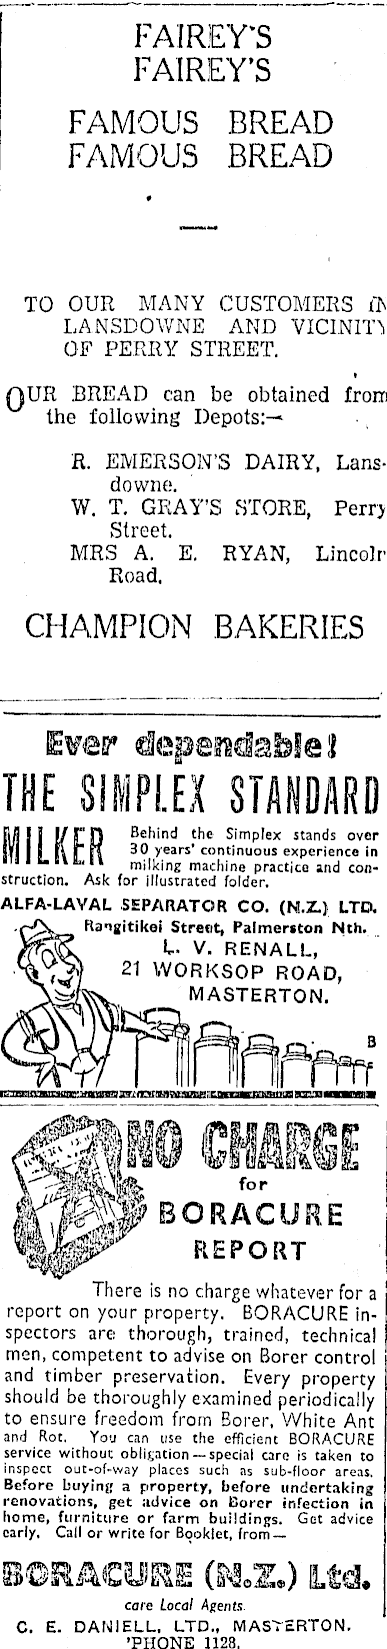 FAIREY'S
FAIREY'S
FAMOUS BREAD
FAMOUS BREAD
TO OUR MANY CUSTOMERS IN
LANSDOWNE AND VICINITY
OF PERRY STREET.
OUR BREAD can be obtained from
the following Depots:—
R. EMERSON'S DAIRY, Lans-
downe.
W. T. GRAY'S STORE, Perry
Street.
MRS A. E. RYAN, Lincoln
Road.
CHAMPION BAKERIES
Ever dependable!
THE SIMPLEX STANDARD
MILKER
Behind the Simplex stands over
30 years' continuous experience in
milking machine practice and con-
struction. Ask for illustrated folder.
ALFA-LAVAL SEPARATOR CO. (N.Z.) LTD.
Rangitikei Street, Palmerston Nth.
L. V. RENALL,
21 WORKSOP ROAD,
MASTERTON.
B
NO CHARGE
for
BORACURE
REPORT
There is no charge whatever for a
report on your property. BORACURE in-
spectors are thorough, trained, technical
men, competent to advise on Borer control
and timber preservation. Every property
should be thoroughly examined periodically
to ensure freedom from Borer, White Ant
and Rot. You can use the efficient BORACURE
service without obligation—special care is taken to
inspect out-of-way places such as sub-floor areas.
Before buying a property, before undertaking
renovations, get advice on Borer infection in
home, furniture or farm buildings. Get advice
early. Call or write for Booklet, from—
BORACURE (N.Z.) Ltd.
care Local Agents.
C. E. DANIELL, LTD., MASTERTON.
'PHONE 1128.